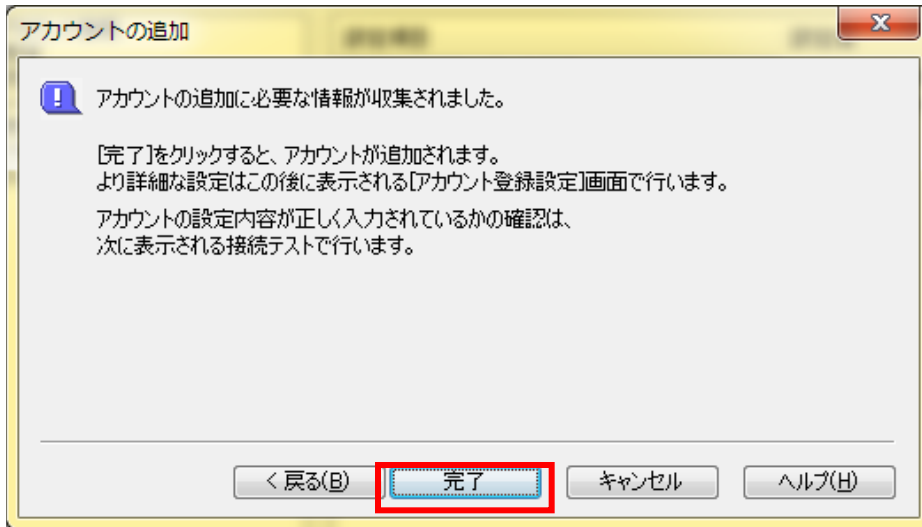 アカウントの追加
アカウントの追加に必要な情報が収集されました。
[完了]をクリックすると、アカウントが追加されます。
より詳細な設定はこの後に表示される[アカウント登録設定]画面で行います。
アカウントの設定内容が正しく入力されているかの確認は、
次に表示される接続テストで行います。
< 戻る(B)
完了
キャンセル
ヘルプ(H)